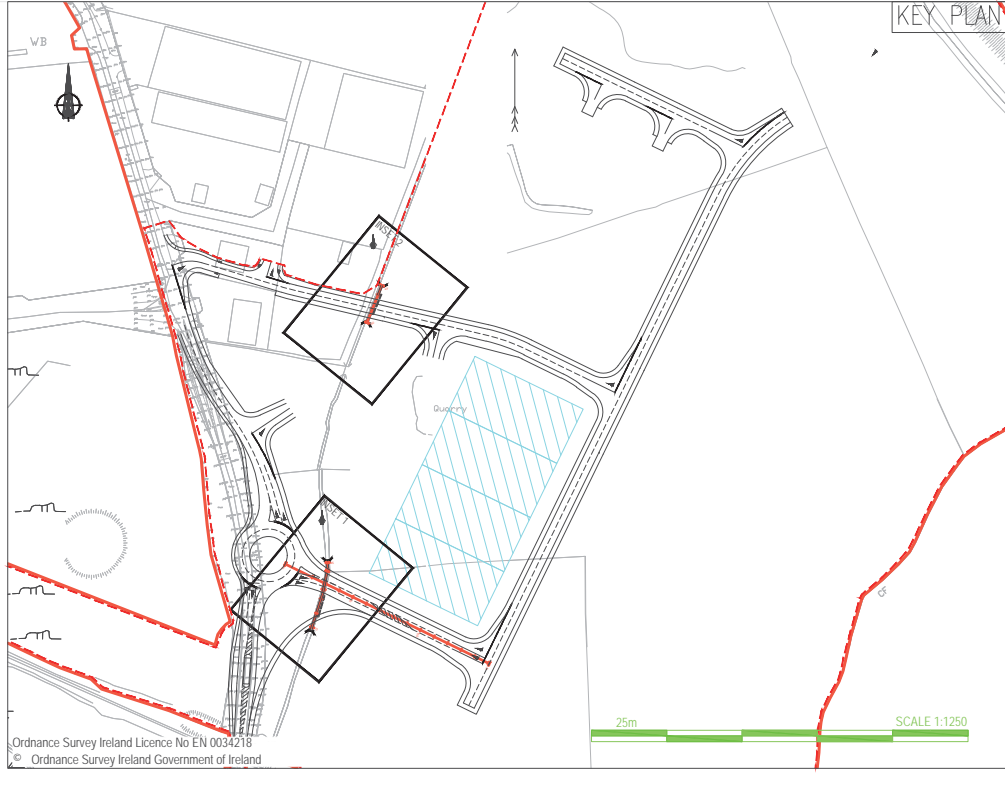 KEY PLAN
WB
INSET 2
Quarry
INSET 1
CF
25m
SCALE 1:1250
Ordnance Survey Ireland Licence No EN 0034218
© Ordnance Survey Ireland Government of Ireland